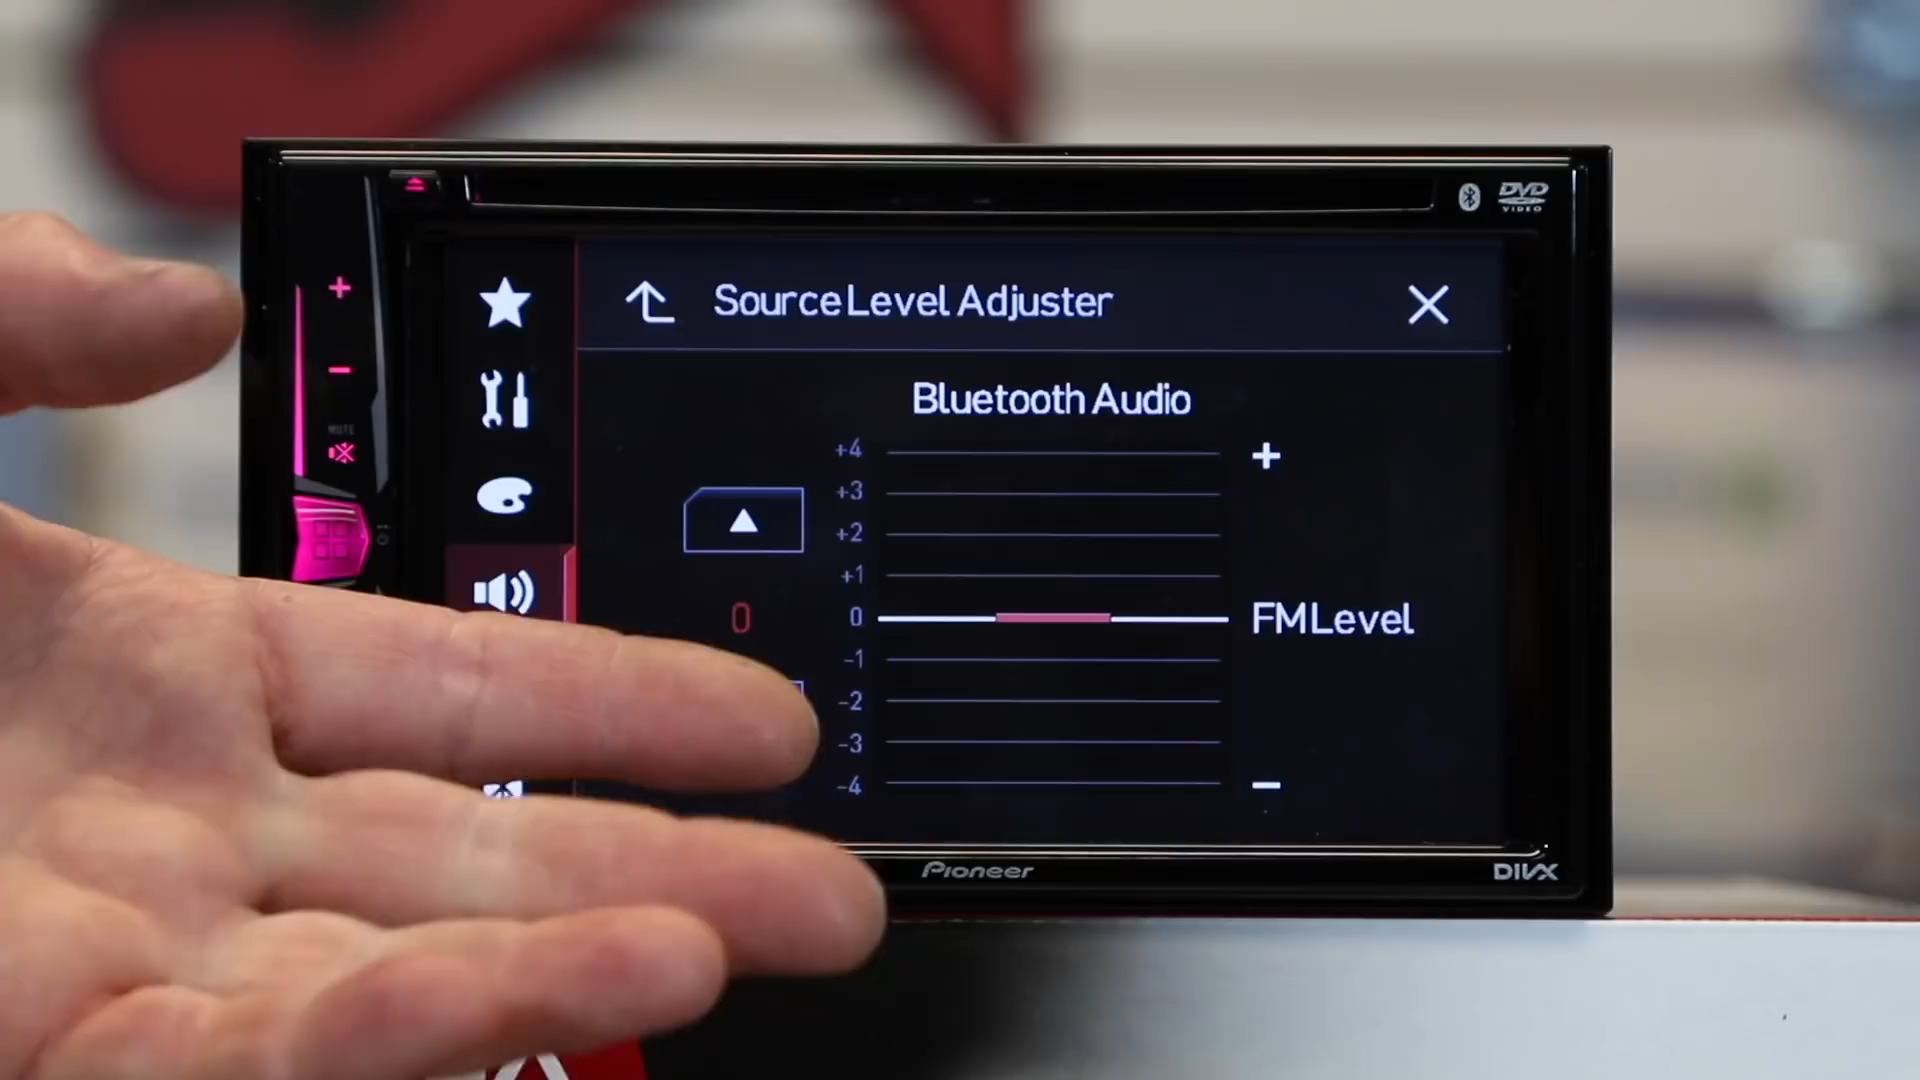 DVD
VIDEO
Source Level Adjuster
MUTE
Bluetooth Audio
+4
+3
+2
+1
0
0
FM Level
-1
-2
-3
-4
Pioneer
DIVX